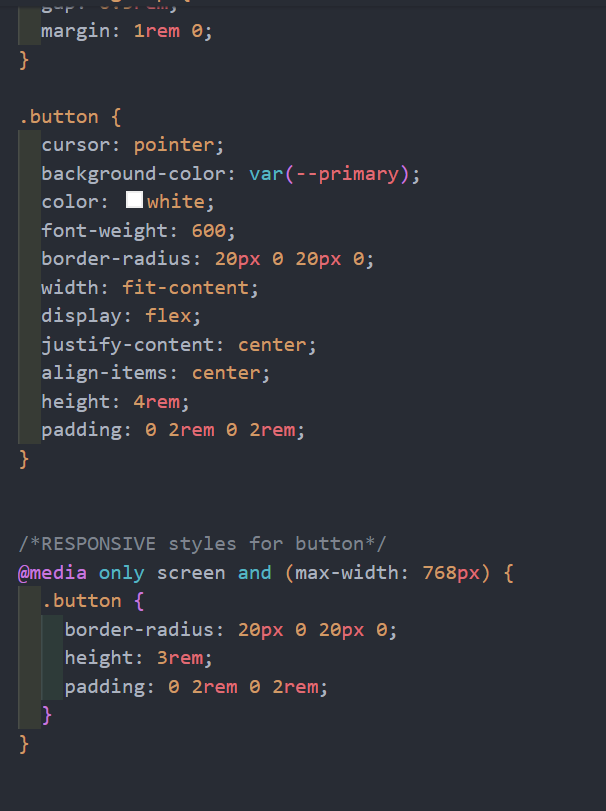 margin: 1rem 0;
}
.button {
cursor: pointer;
background-color: var(--primary);
color: white;
font-weight: 600;
border-radius: 20px 0 20px 0;
width: fit-content;
display: flex;
justify-content: center;
align-items: center;
height: 4rem;
padding: 0 2rem 0 2rem;
}
/*RESPONSIVE styles for button*/
@media only screen and (max-width: 768px) {
.button {
border-radius: 20px 0 20px 0;
height: 3rem;
padding: 0 2rem 0 2rem;
}
}